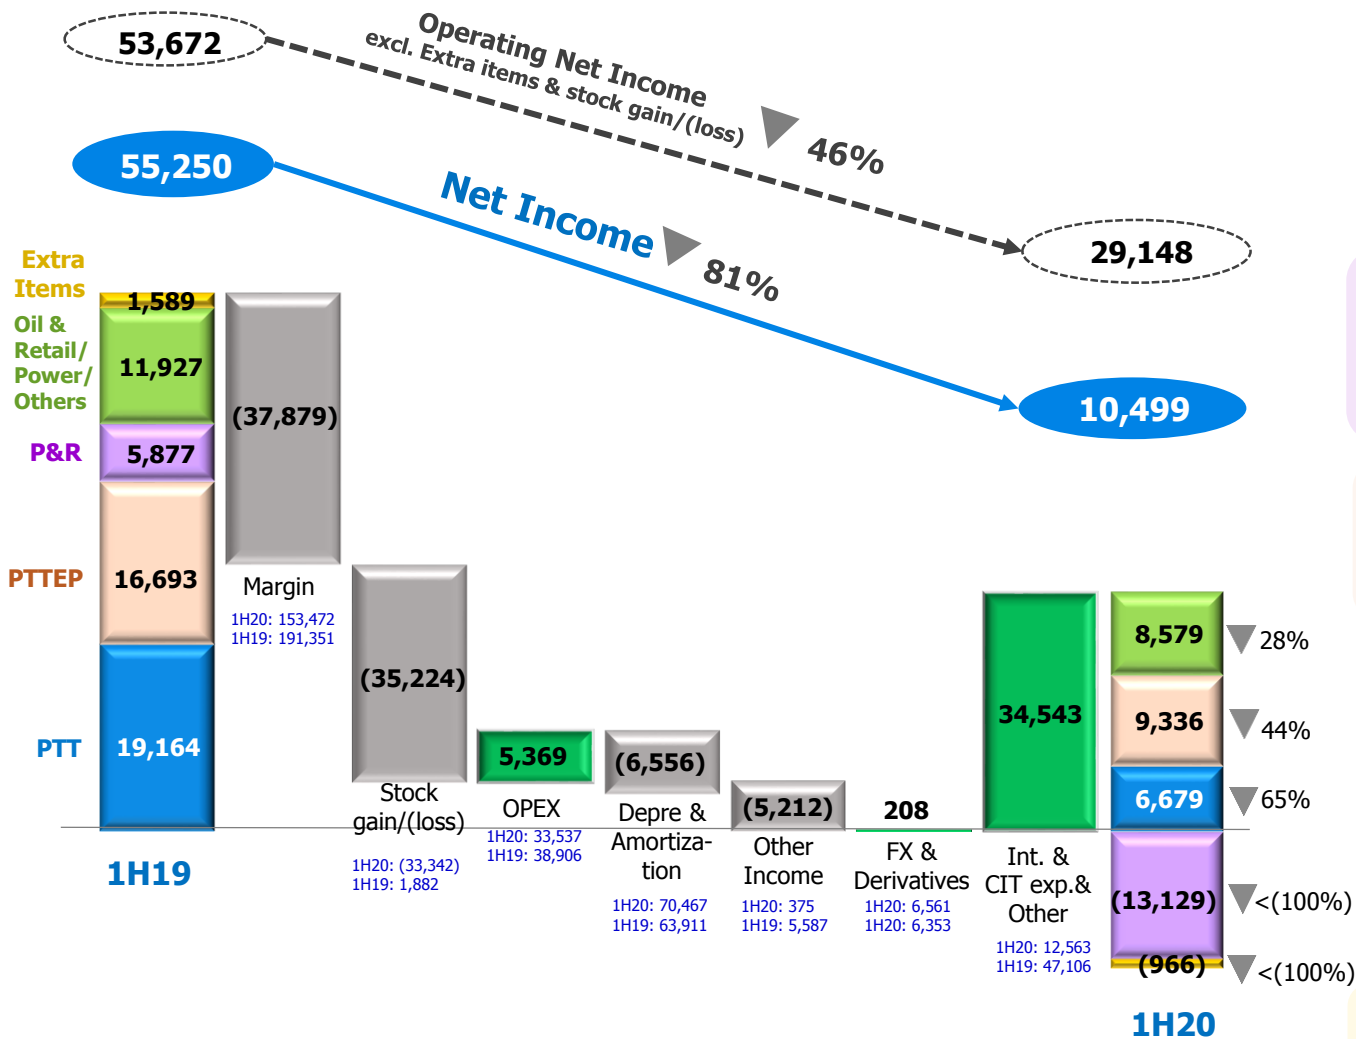 53,672
Operating Net Income
excl. Extra items & stock gain/(loss)
46%
29,148
55,250
Net Income
81%
10,499
Extra
Items
Oil &
Retail/
Power/
Others
P&R
PTTEP
PTT
1,589
11,927
5,877
16,693
19,164
1H19
(37,879)
Margin
1H20: 153,472
1H19: 191,351
(35,224)
Stock
gain/(loss)
1H20: (33,342)
1H19: 1,882
5,369
OPEX
1H20: 33,537
1H19: 38,906
(6,556)
Depre &
Amortiza-
tion
1H20: 70,467
1H19: 63,911
(5,212)
Other
Income
1H20: 375
1H19: 5,587
208
FX &
Derivatives
1H20: 6,561
1H20: 6,353
34,543
Int. &
CIT exp.&
Other
1H20: 12,563
1H19: 47,106
8,579
28%
9,336
44%
6,679
65%
(13,129)
<(100%)
(966)
<(100%)
1H20